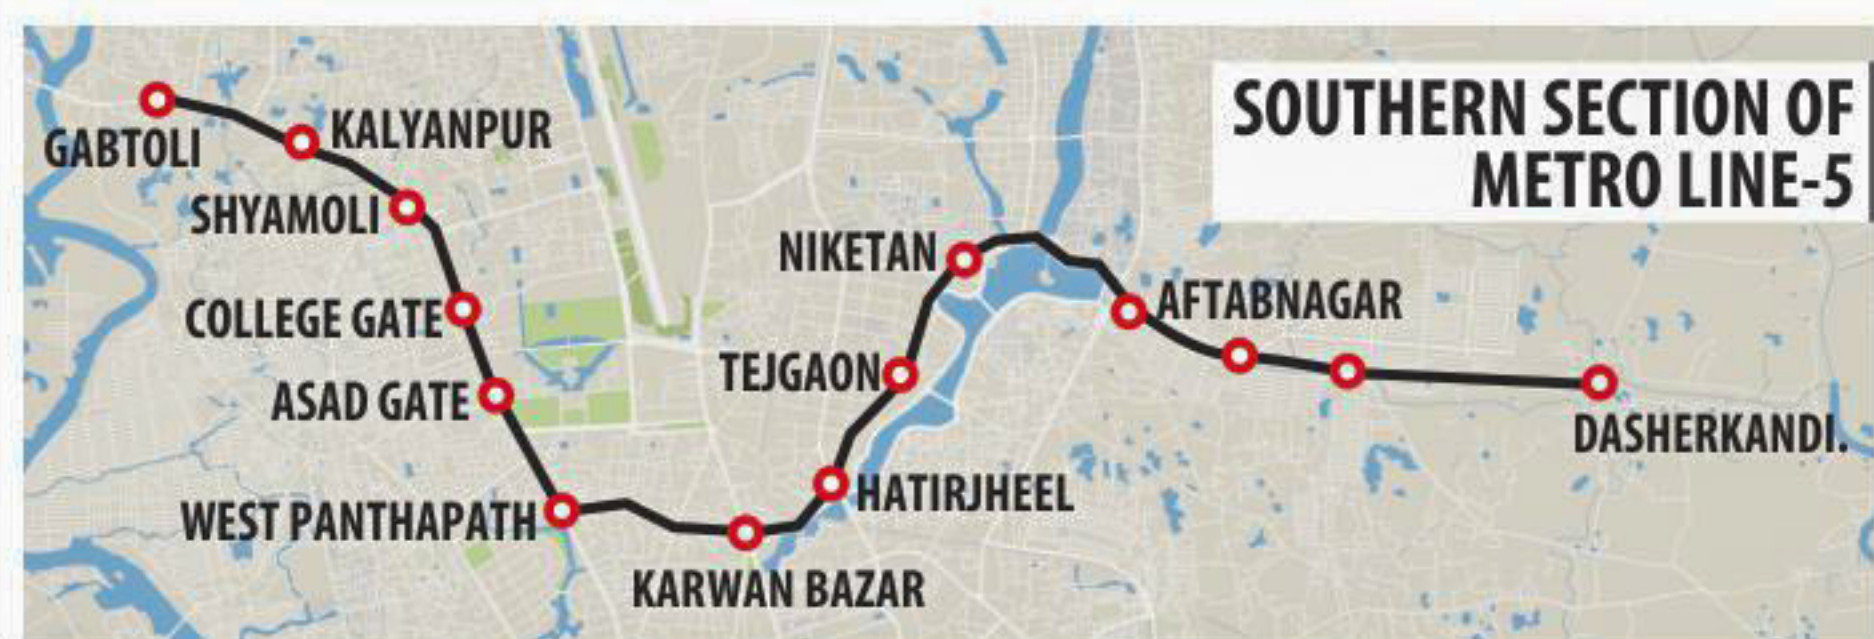 SOUTHERN SECTION OF
METRO LINE-5
GABTOLI
KALYANPUR
SHYAMOLI
COLLEGE GATE
ASAD GATE
WEST PANTHAPATH
KARWAN BAZAR
HATIRJHEEL
TEJGAON
NIKETAN
AFTABNAGAR
DASHERKANDI.